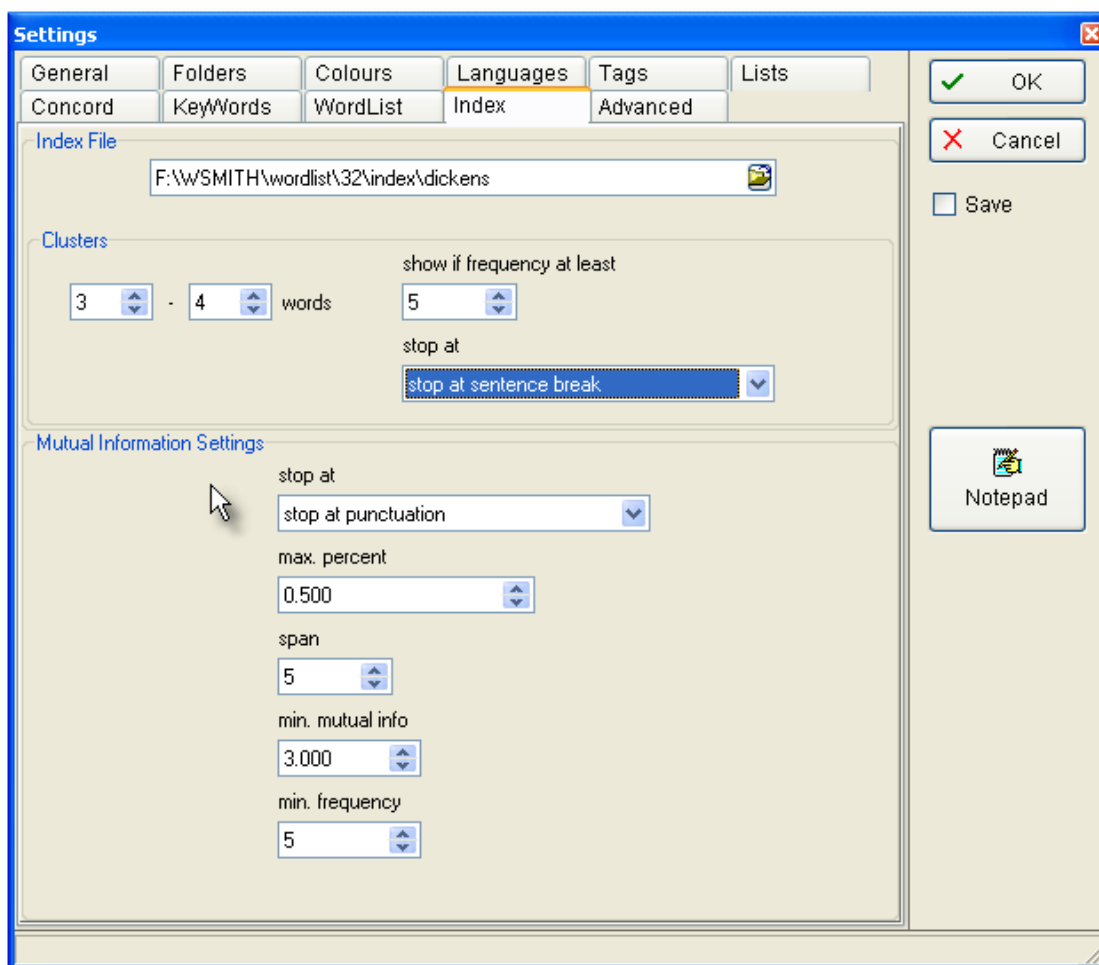 Settings
General Folders Colours Languages Tags Lists
Concord KeyWords WordList Index Advanced
OK
Cancel
Save
Index File
F:\WSMITH\wordlist\32\index\dickens
Clusters
show if frequency at least
3 - 4 words 5
stop at
stop at sentence break
Mutual Information Settings
stop at
stop at punctuation
max. percent
0.500
span
5
min. mutual info
3.000
min. frequency
5
Notepad